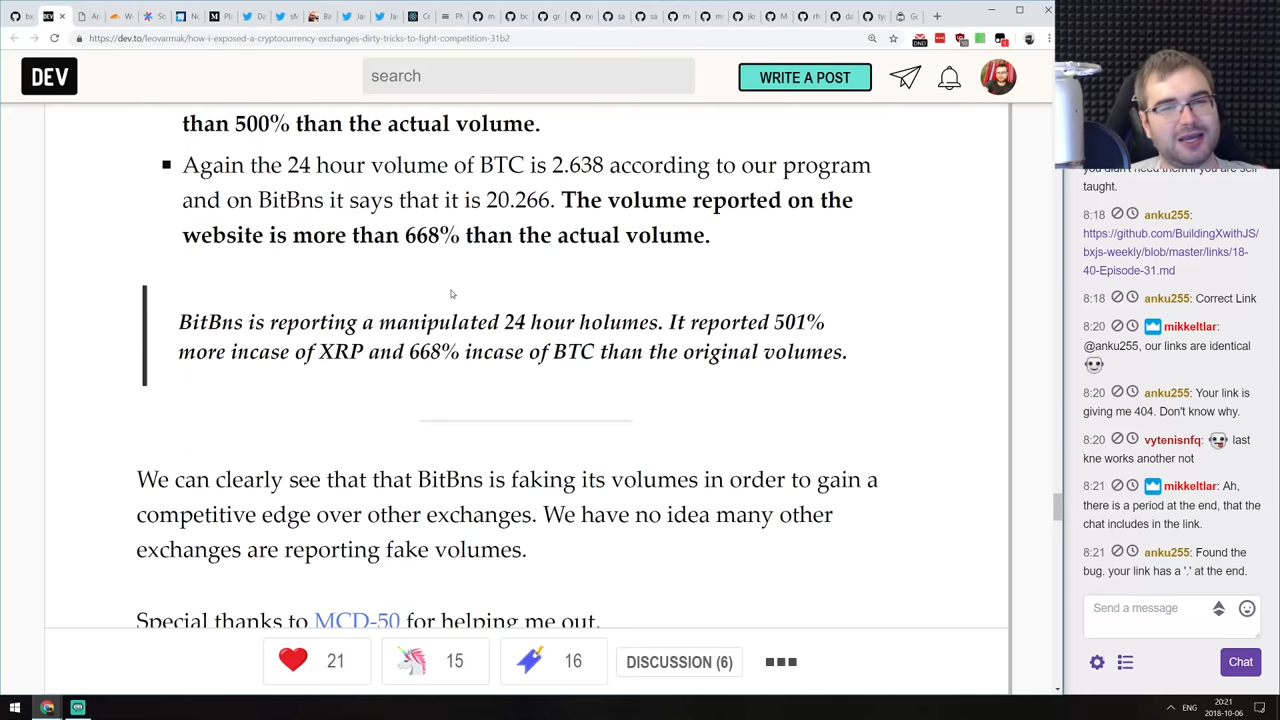 https://dev.to/leovarmak/how-i-exposed-a-cryptocurrency-exchanges-dirty-tricks-to-fight-competition-31b2
DEV
search
WRITE A POST
than 500% than the actual volume.
Again the 24 hour volume of BTC is 2.638 according to our program
and on BitBns it says that it is 20.266. The volume reported on the
website is more than 668% than the actual volume.
BitBns is reporting a manipulated 24 hour holumes. It reported 501%
more incase of XRP and 668% incase of BTC than the original volumes.
We can clearly see that that BitBns is faking its volumes in order to gain a
competitive edge over other exchanges. We have no idea many other
exchanges are reporting fake volumes.
Special thanks to MCD-50 for helping me out.
21
15
16
DISCUSSION (6)
you didn't need them if you are self
taught.
8:18 anku255:
https://github.com/BuildingXwithJS/
bxjs-weekly/blob/master/links/18-
40-Episode-31.md
8:18 anku255: Correct Link
8:20 mikkeltlar:
@anku255, our links are identical
8:20 anku255: Your link is
giving me 404. Don't know why.
8:20 vytenisnfq: last
kne works another not
8:21 mikkeltlar: Ah,
there is a period at the end, that the
chat includes in the link.
8:21 anku255: Found the
bug. your link has a '.' at the end.
Send a message
Chat
ENG
20:21
2018-10-06